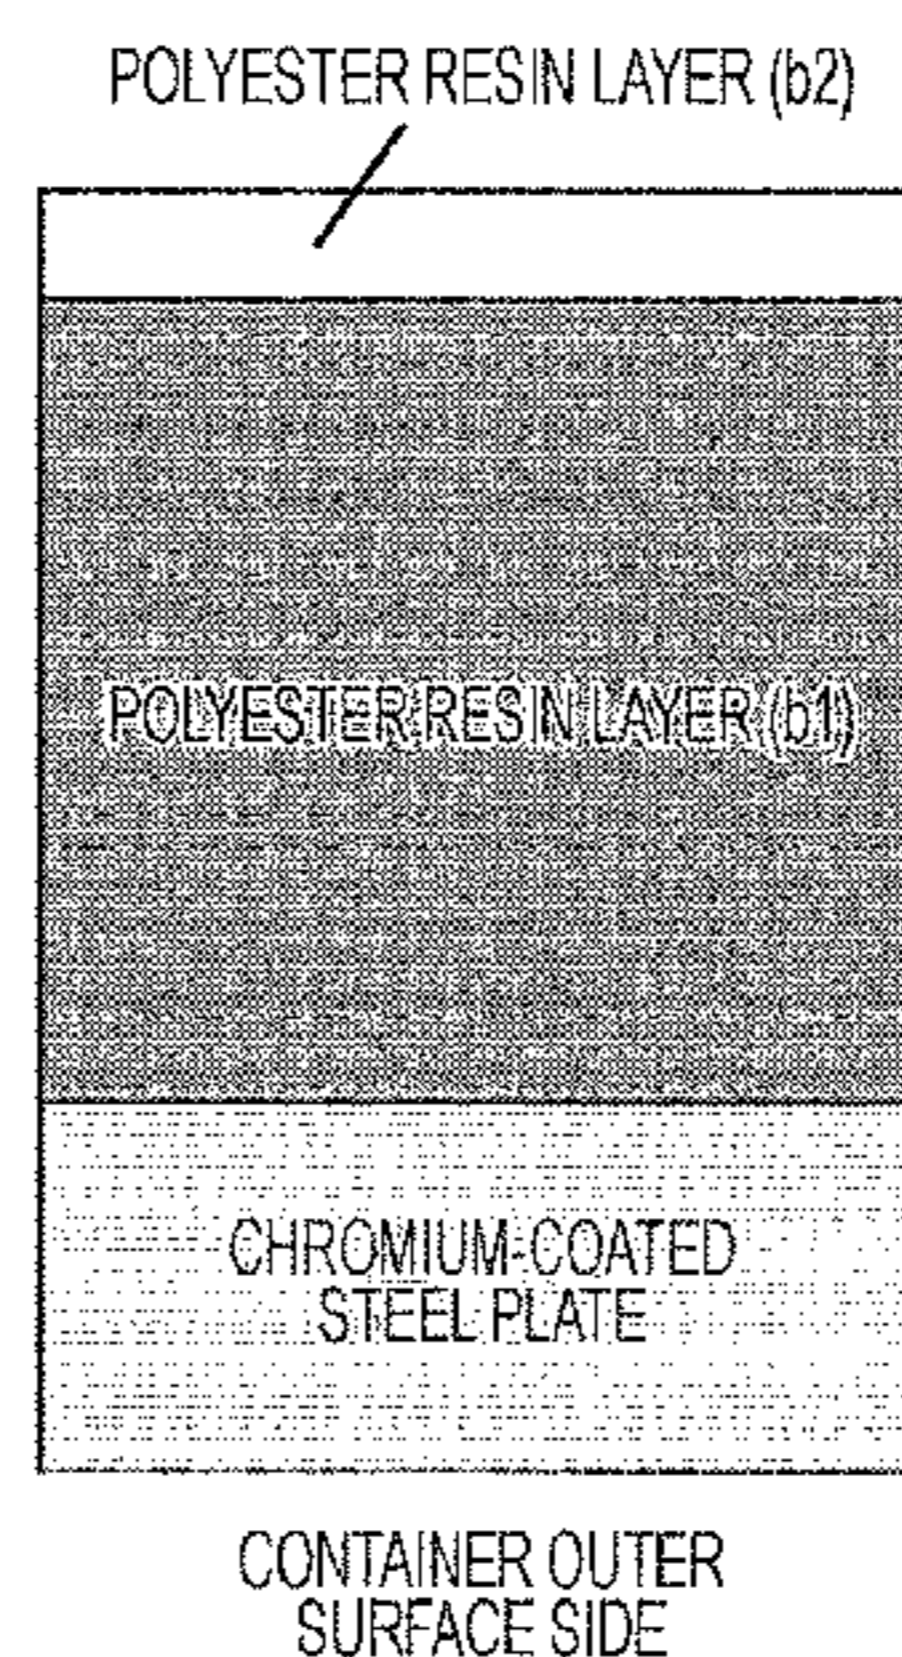 POLYESTER RESIN LAYER (b2)
POLYESTER RESIN LAYER (b1)
CHROMIUM-COATED
STEEL PLATE
CONTAINER OUTER
SURFACE SIDE